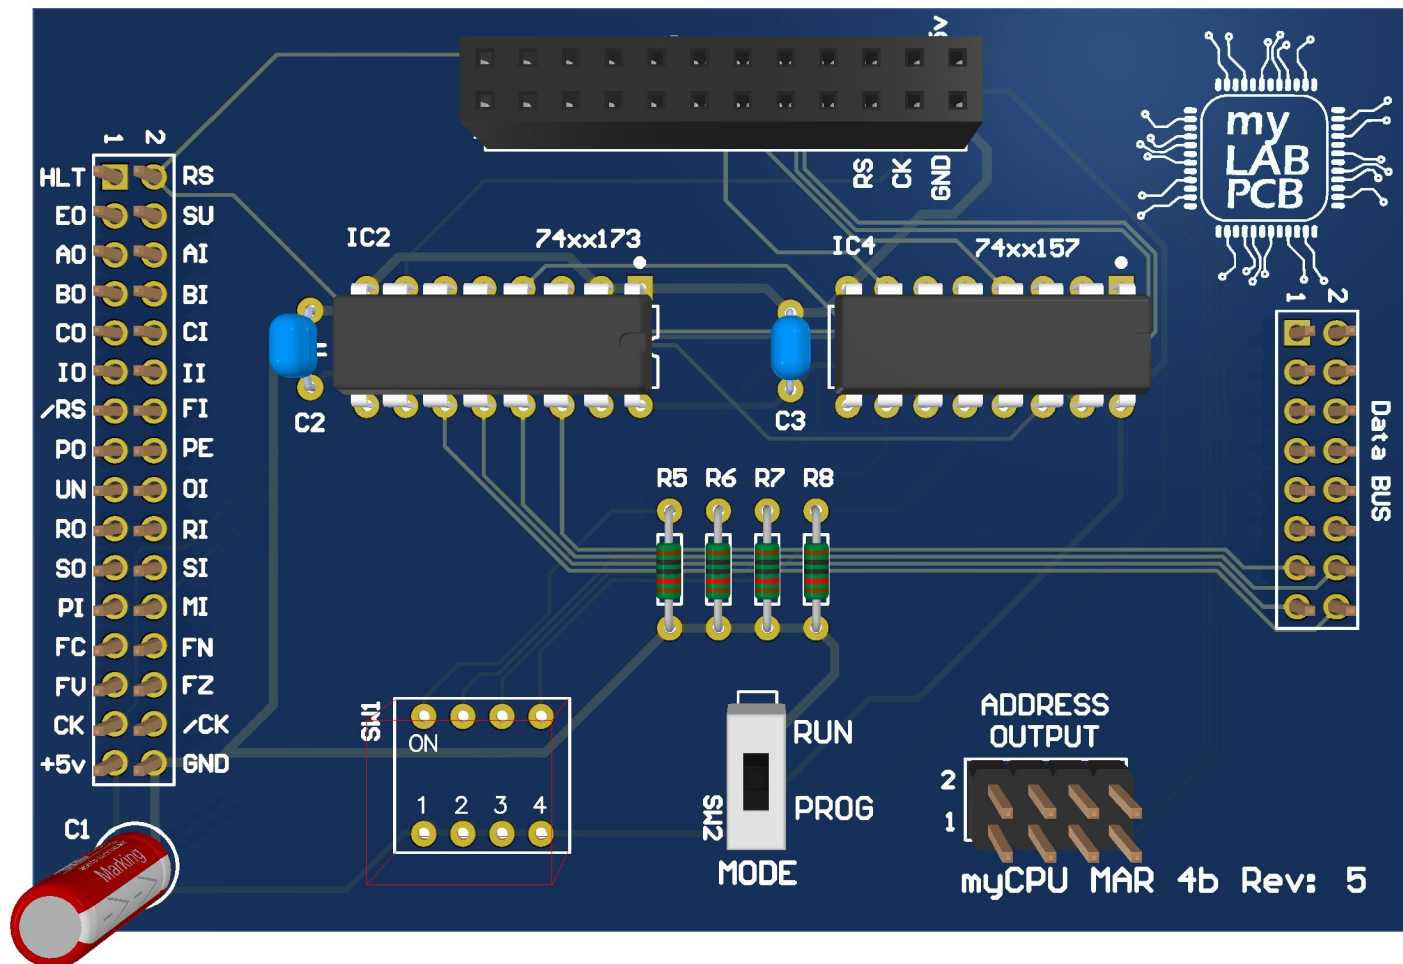 5v
my
LAB
PCB
RS
CK
GND
1 2
HLT RS
EO SU
AO AI
BO BI
CO CI
IO II
/RS FI
PO PE
UN OI
RO RI
SO SI
PI MI
FC FN
FV FZ
CK /CK
+5v GND
IC2
74xx173
IC4
74xx157
C2
C3
1 2
Data BUS
R5 R6 R7 R8
SW1
ON
1 2 3 4
RUN
PROG
SW2
MODE
ADDRESS
OUTPUT
2
1
C1
Marking
myCPU MAR 4b Rev: 5